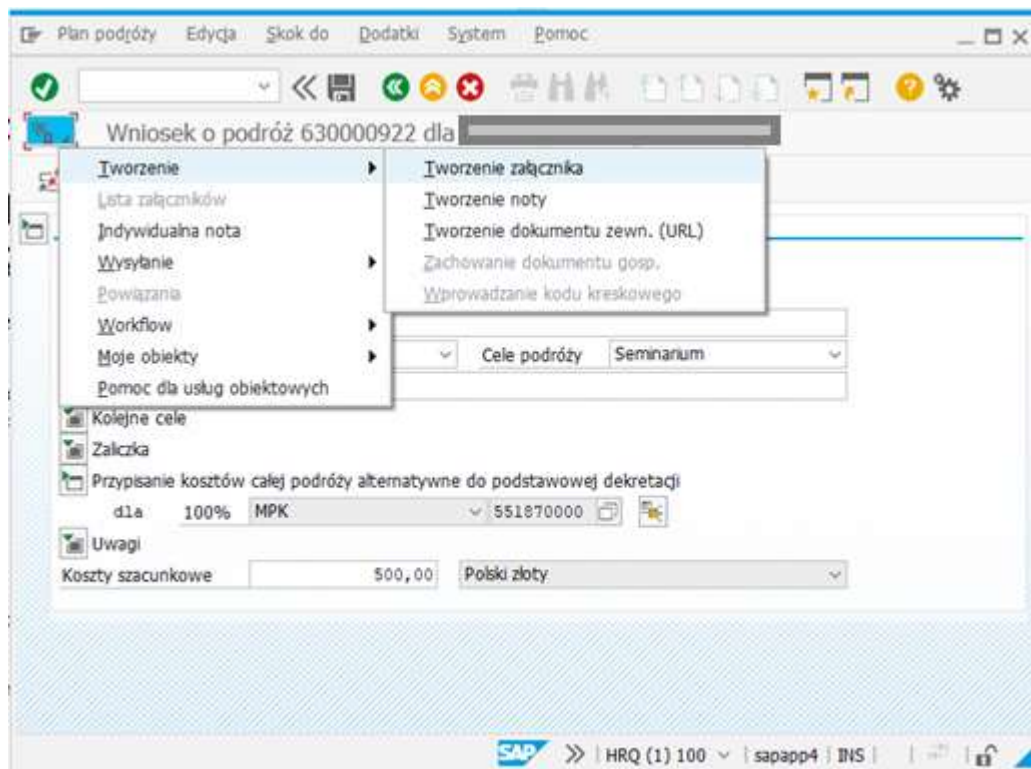 Plan podróży Edycja Skok do Dodatki System Pomoc
Wniosek o podróż 630000922 dla
Tworzenie
Lista załączników
Indywidualna nota
Wysyłanie
Powiązania
Workflow
Moje obiekty
Pomoc dla usług obiektowych
Tworzenie załącznika
Tworzenie noty
Tworzenie dokumentu zewn. (URL)
Zachowanie dokumentu gosp.
Wprowadzanie kodu kreskowego
Cele podróży Seminarium
Kolejne cele
Zaliczka
Przypisanie kosztów całej podróży alternatywne do podstawowej dekretacji
dla 100% MPK 551870000
Uwagi
Koszty szacunkowe 500,00 Polski złoty
SAP HRQ (1) 100 sapapp4 INS